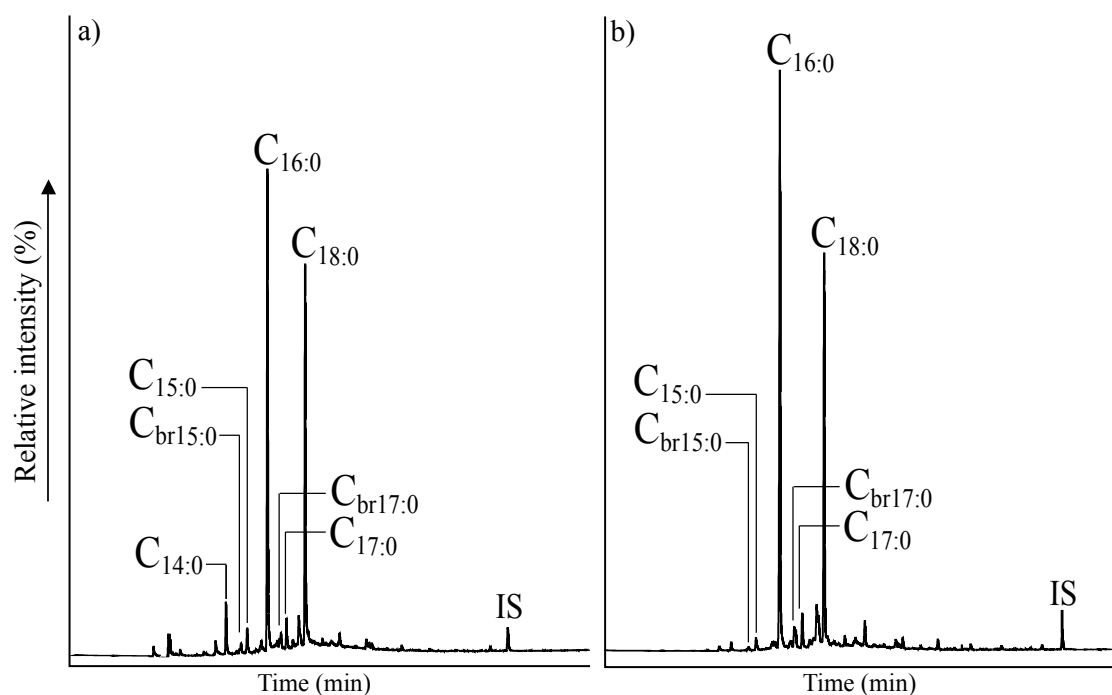 a)
C16:0
C18:0
C15:0
Cbr15:0
Cbr17:0
C17:0
C14:0
IS
Relative intensity (%)
Time (min)
b)
C16:0
C18:0
C15:0
Cbr15:0
Cbr17:0
C17:0
IS
Time (min)